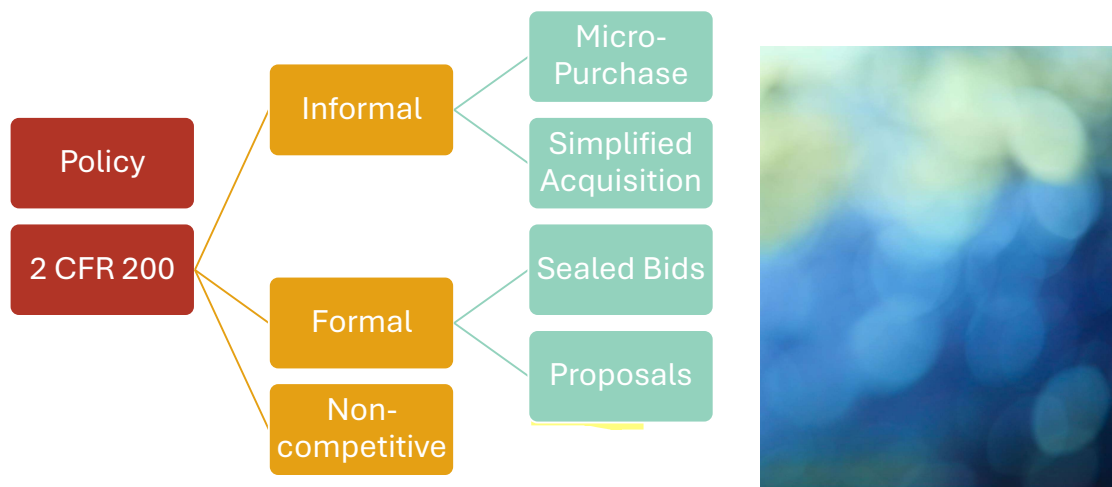 Policy
2 CFR 200
Informal
Formal
Non-
competitive
Micro-
Purchase
Simplified
Acquisition
Sealed Bids
Proposals